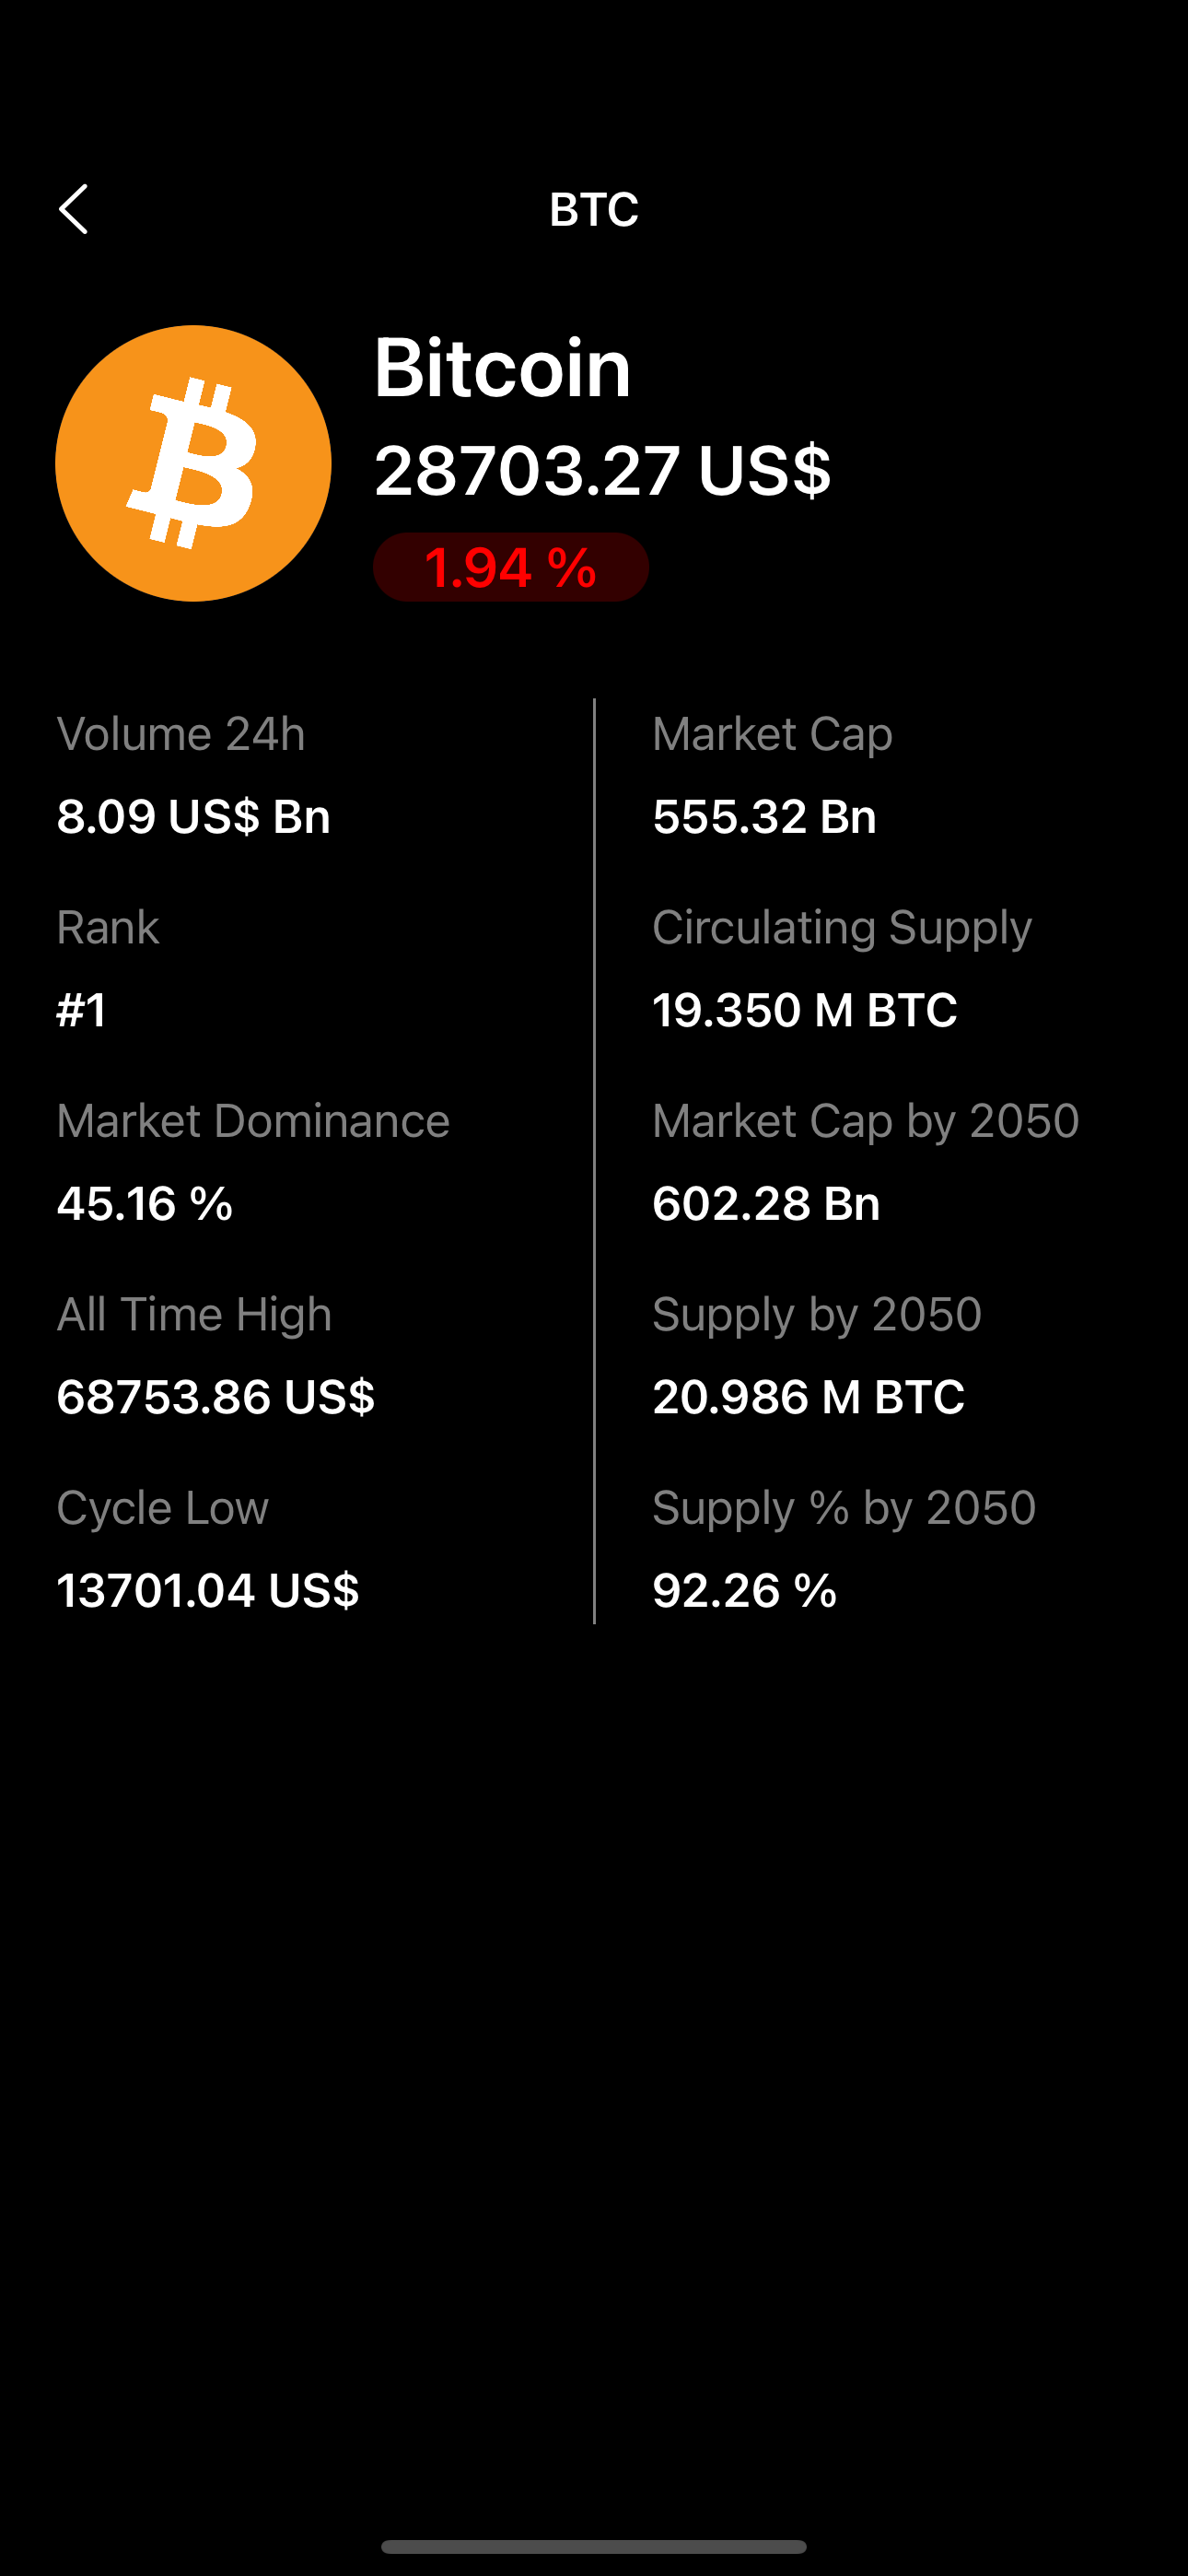 BTC
Bitcoin
28703.27 US$
1.94 %
Volume 24h
8.09 US$ Bn
Rank
#1
Market Dominance
45.16 %
All Time High
68753.86 US$
Cycle Low
13701.04 US$
Market Cap
555.32 Bn
Circulating Supply
19.350 M BTC
Market Cap by 2050
602.28 Bn
Supply by 2050
20.986 M BTC
Supply % by 2050
92.26 %